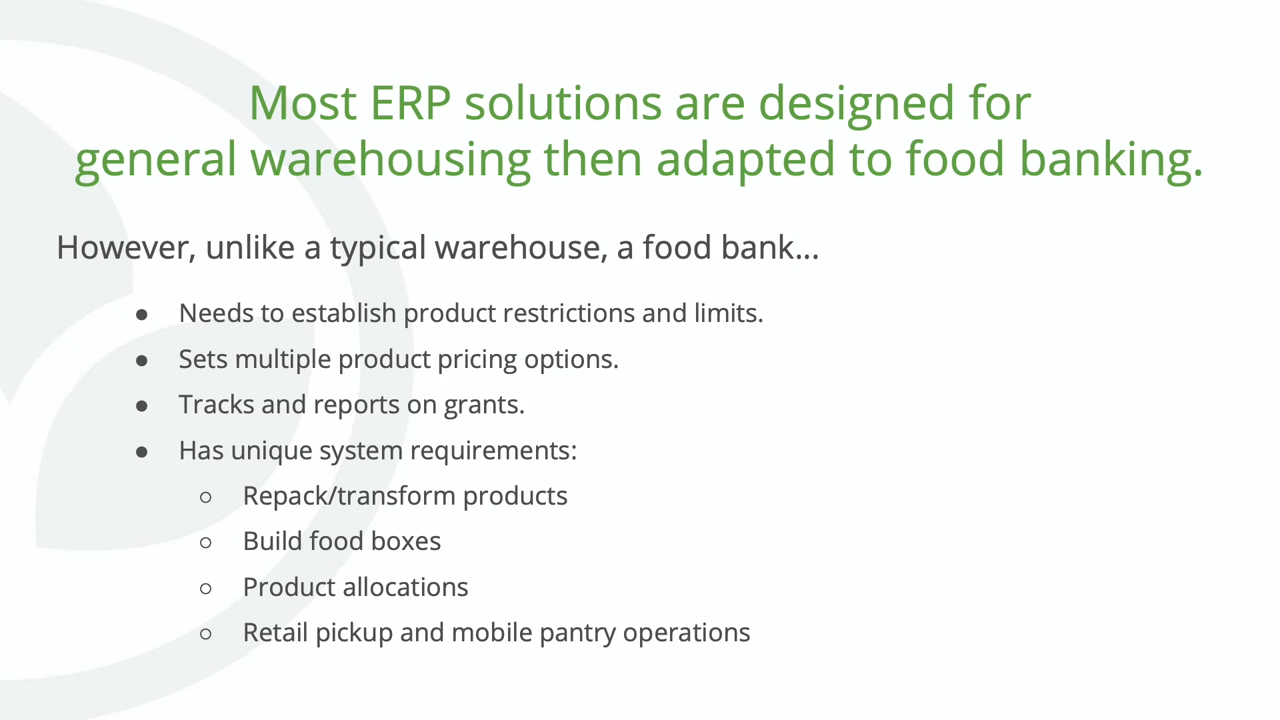 Most ERP solutions are designed for
general warehousing then adapted to food banking.
However, unlike a typical warehouse, a food bank...
● Needs to establish product restrictions and limits.
● Sets multiple product pricing options.
● Tracks and reports on grants.
● Has unique system requirements:
○ Repack/transform products
○ Build food boxes
○ Product allocations
○ Retail pickup and mobile pantry operations